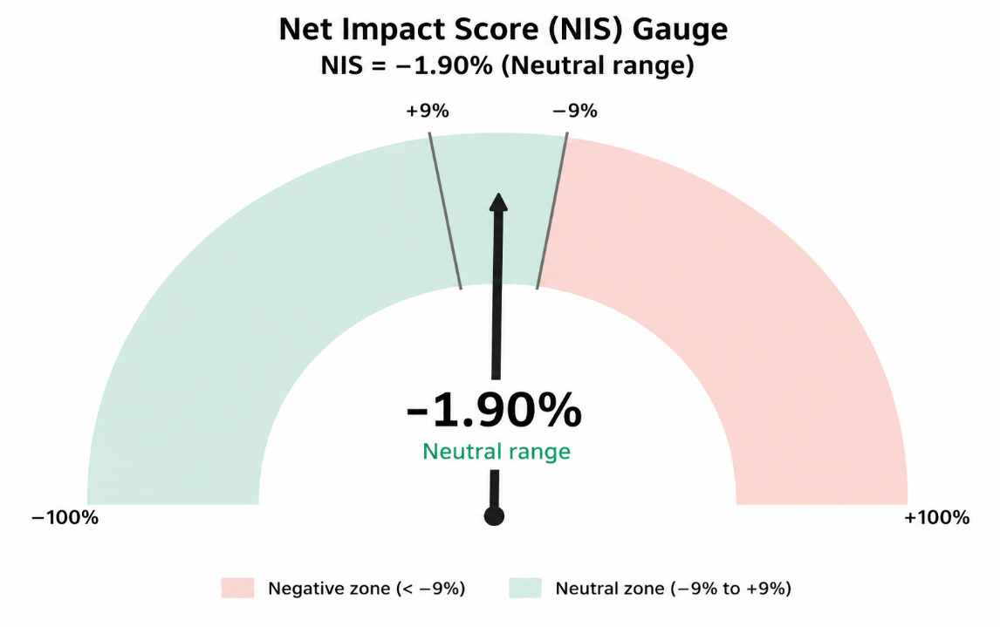 Net Impact Score (NIS) Gauge
NIS = −1.90% (Neutral range)
+9% −9%
−1.90%
Neutral range
−100% +100%
Negative zone (< −9%) Neutral zone (−9% to +9%)